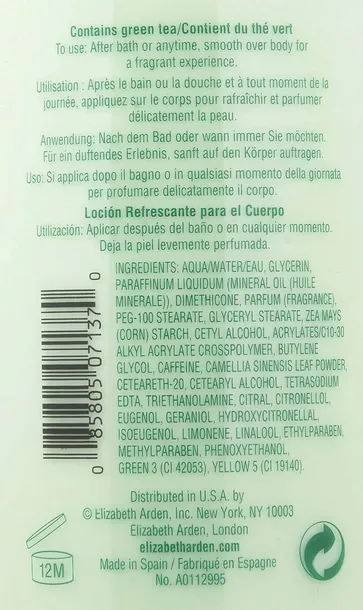 Contains green tea/Contient du thé vert
To use: After bath or anytime, smooth over body for
a fragrant experience.
Utilisation : Après le bain ou la douche et à tout moment de la
journée, appliquez sur le corps pour rafraîchir et parfumer
délicatement la peau.
Anwendung: Nach dem Bad oder wann immer Sie möchten.
Für ein duftendes Erlebnis, sanft auf den Körper auftragen.
Uso: Si applica dopo il bagno o in qualsiasi momento della giornata
per profumare delicatamente il corpo.
Loción Refrescante para el Cuerpo
Utilización: Aplicar después del baño o en cualquier momento.
Deja la piel levemente perfumada.
INGREDIENTS: AQUA/WATER/EAU, GLYCERIN,
PARAFFINUM LIQUIDUM (MINERAL OIL (HUILE
MINERALE)), DIMETHICONE, PARFUM (FRAGRANCE),
PEG-100 STEARATE, GLYCERYL STEARATE, ZEA MAYS
(CORN) STARCH, CETYL ALCOHOL, ACRYLATES/C10-30
ALKYL ACRYLATE CROSSPOLYMER, BUTYLENE
GLYCOL, CAFFEINE, CAMELLIA SINENSIS LEAF POWDER,
CETEARETH-20, CETEARYL ALCOHOL, TETRASODIUM
EDTA, TRIETHANOLAMINE, CITRAL, CITRONELLOL,
EUGENOL, GERANIOL, HYDROXYCITRONELLAL,
ISOEUGENOL, LIMONENE, LINALOOL, ETHYLPARABEN,
METHYLPARABEN, PHENOXYETHANOL,
GREEN 3 (CI 42053), YELLOW 5 (CI 19140).
0 85805 07137 0
Distributed in U.S.A. by
© Elizabeth Arden, Inc. New York, NY 10003
Elizabeth Arden, London
elizabetharden.com
Made in Spain / Fabriqué en Espagne
No. A0112995
12M